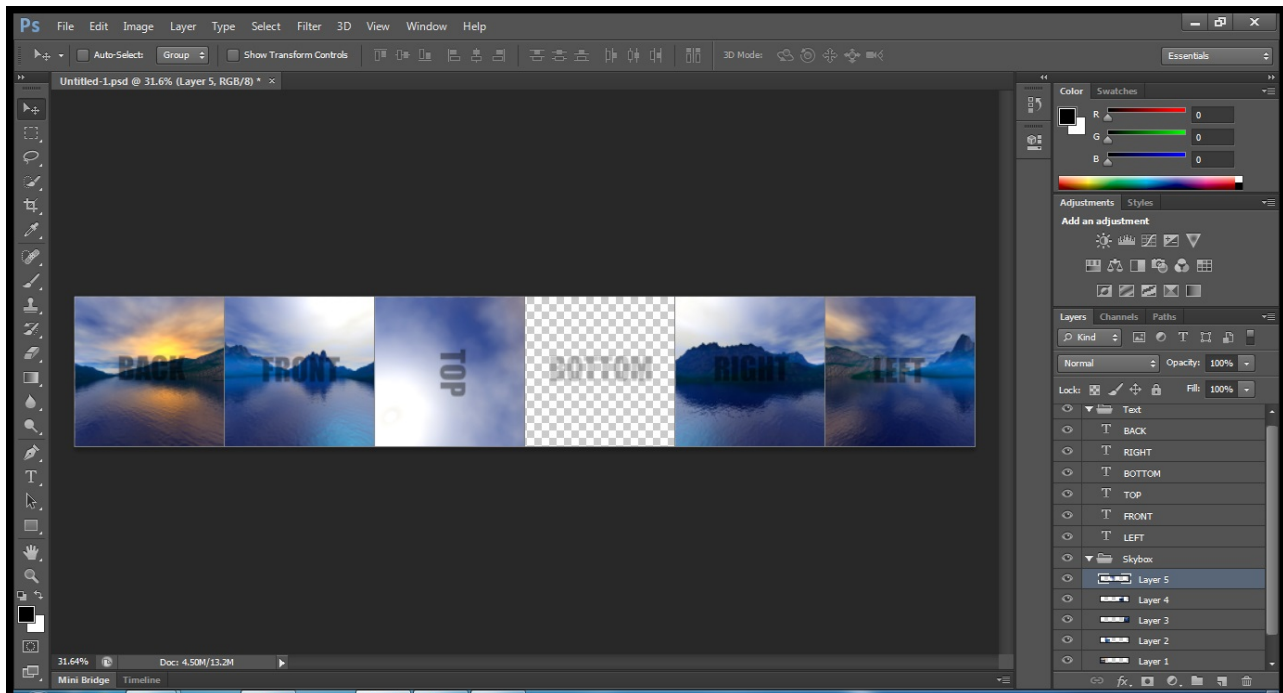 Ps File Edit Image Layer Type Select Filter 3D View Window Help
Auto-Select: Group Show Transform Controls 3D Mode: Essentials
Untitled-1.psd @ 31.6% (Layer 5, RGB/8) * ×
Color Swatches
R 0
G 0
B 0
Adjustments Styles
Add an adjustment
BACK FRONT TOP BOTTOM RIGHT LEFT
Layers Channels Paths
Kind
Normal Opacity: 100%
Lock: Fill: 100%
Text
T BACK
T RIGHT
T BOTTOM
T TOP
T FRONT
T LEFT
Skybox
Layer 5
Layer 4
Layer 3
Layer 2
Layer 1
31.64% Doc: 4.50M/13.2M
Mini Bridge Timeline
fx